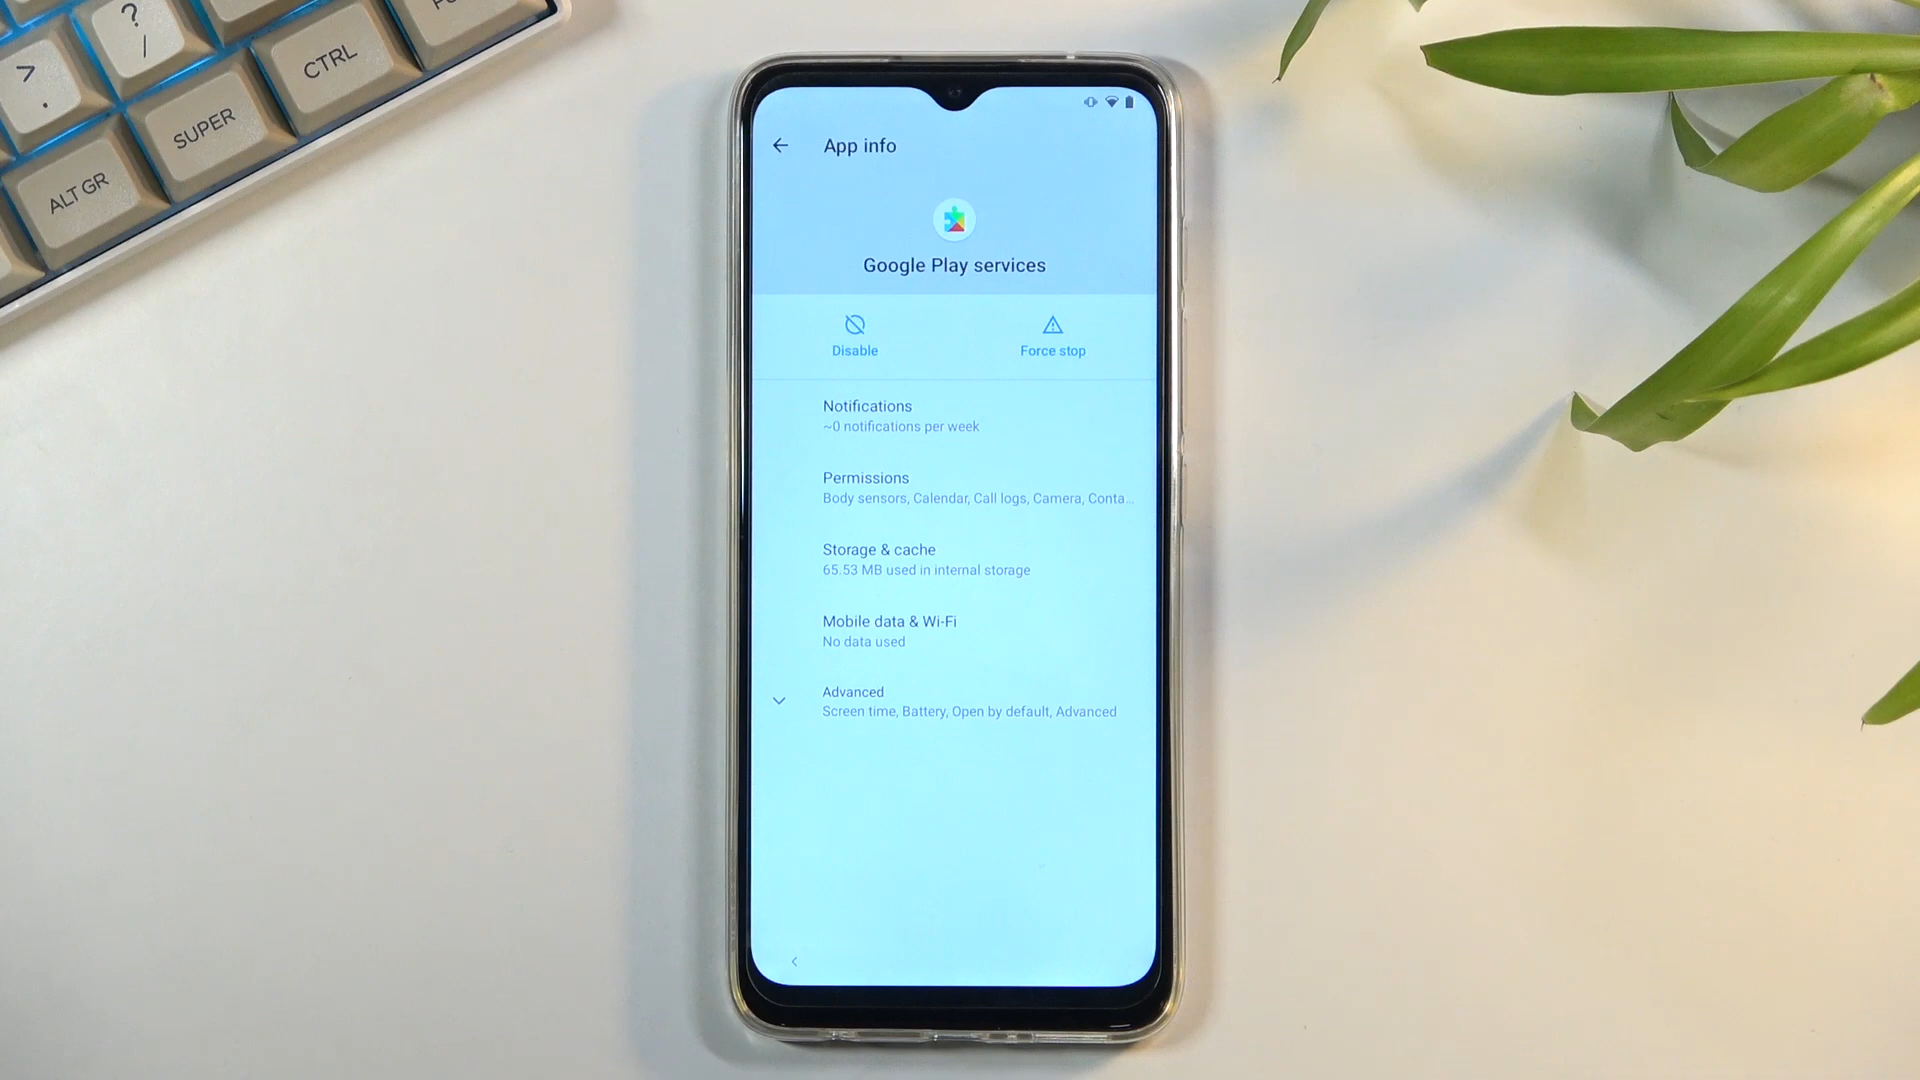 ?
/
>
.
CTRL
SUPER
ALT GR
App info
Google Play services
Disable
Force stop
Notifications
~0 notifications per week
Permissions
Body sensors, Calendar, Call logs, Camera, Conta...
Storage & cache
65.53 MB used in internal storage
Mobile data & Wi-Fi
No data used
Advanced
Screen time, Battery, Open by default, Advanced